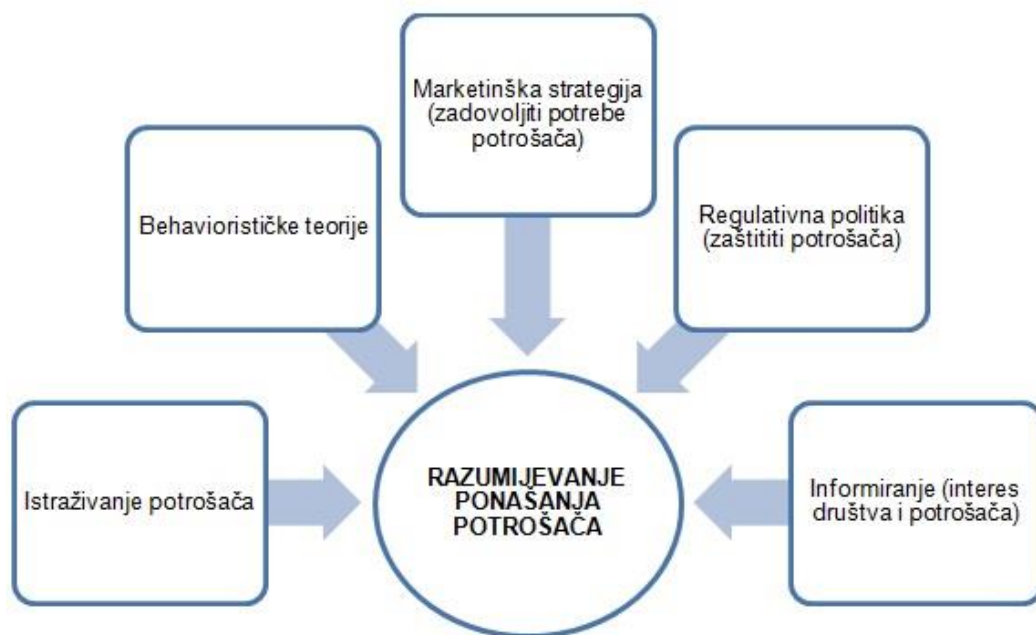 Marketinška strategija
(zadovoljiti potrebe
potrošača)
Behaviorističke teorije
Regulativna politika
(zaštititi potrošača)
Istraživanje potrošača
RAZUMIJEVANJE
PONAŠANJA
POTROŠAČA
Informiranje (interes
društva i potrošača)